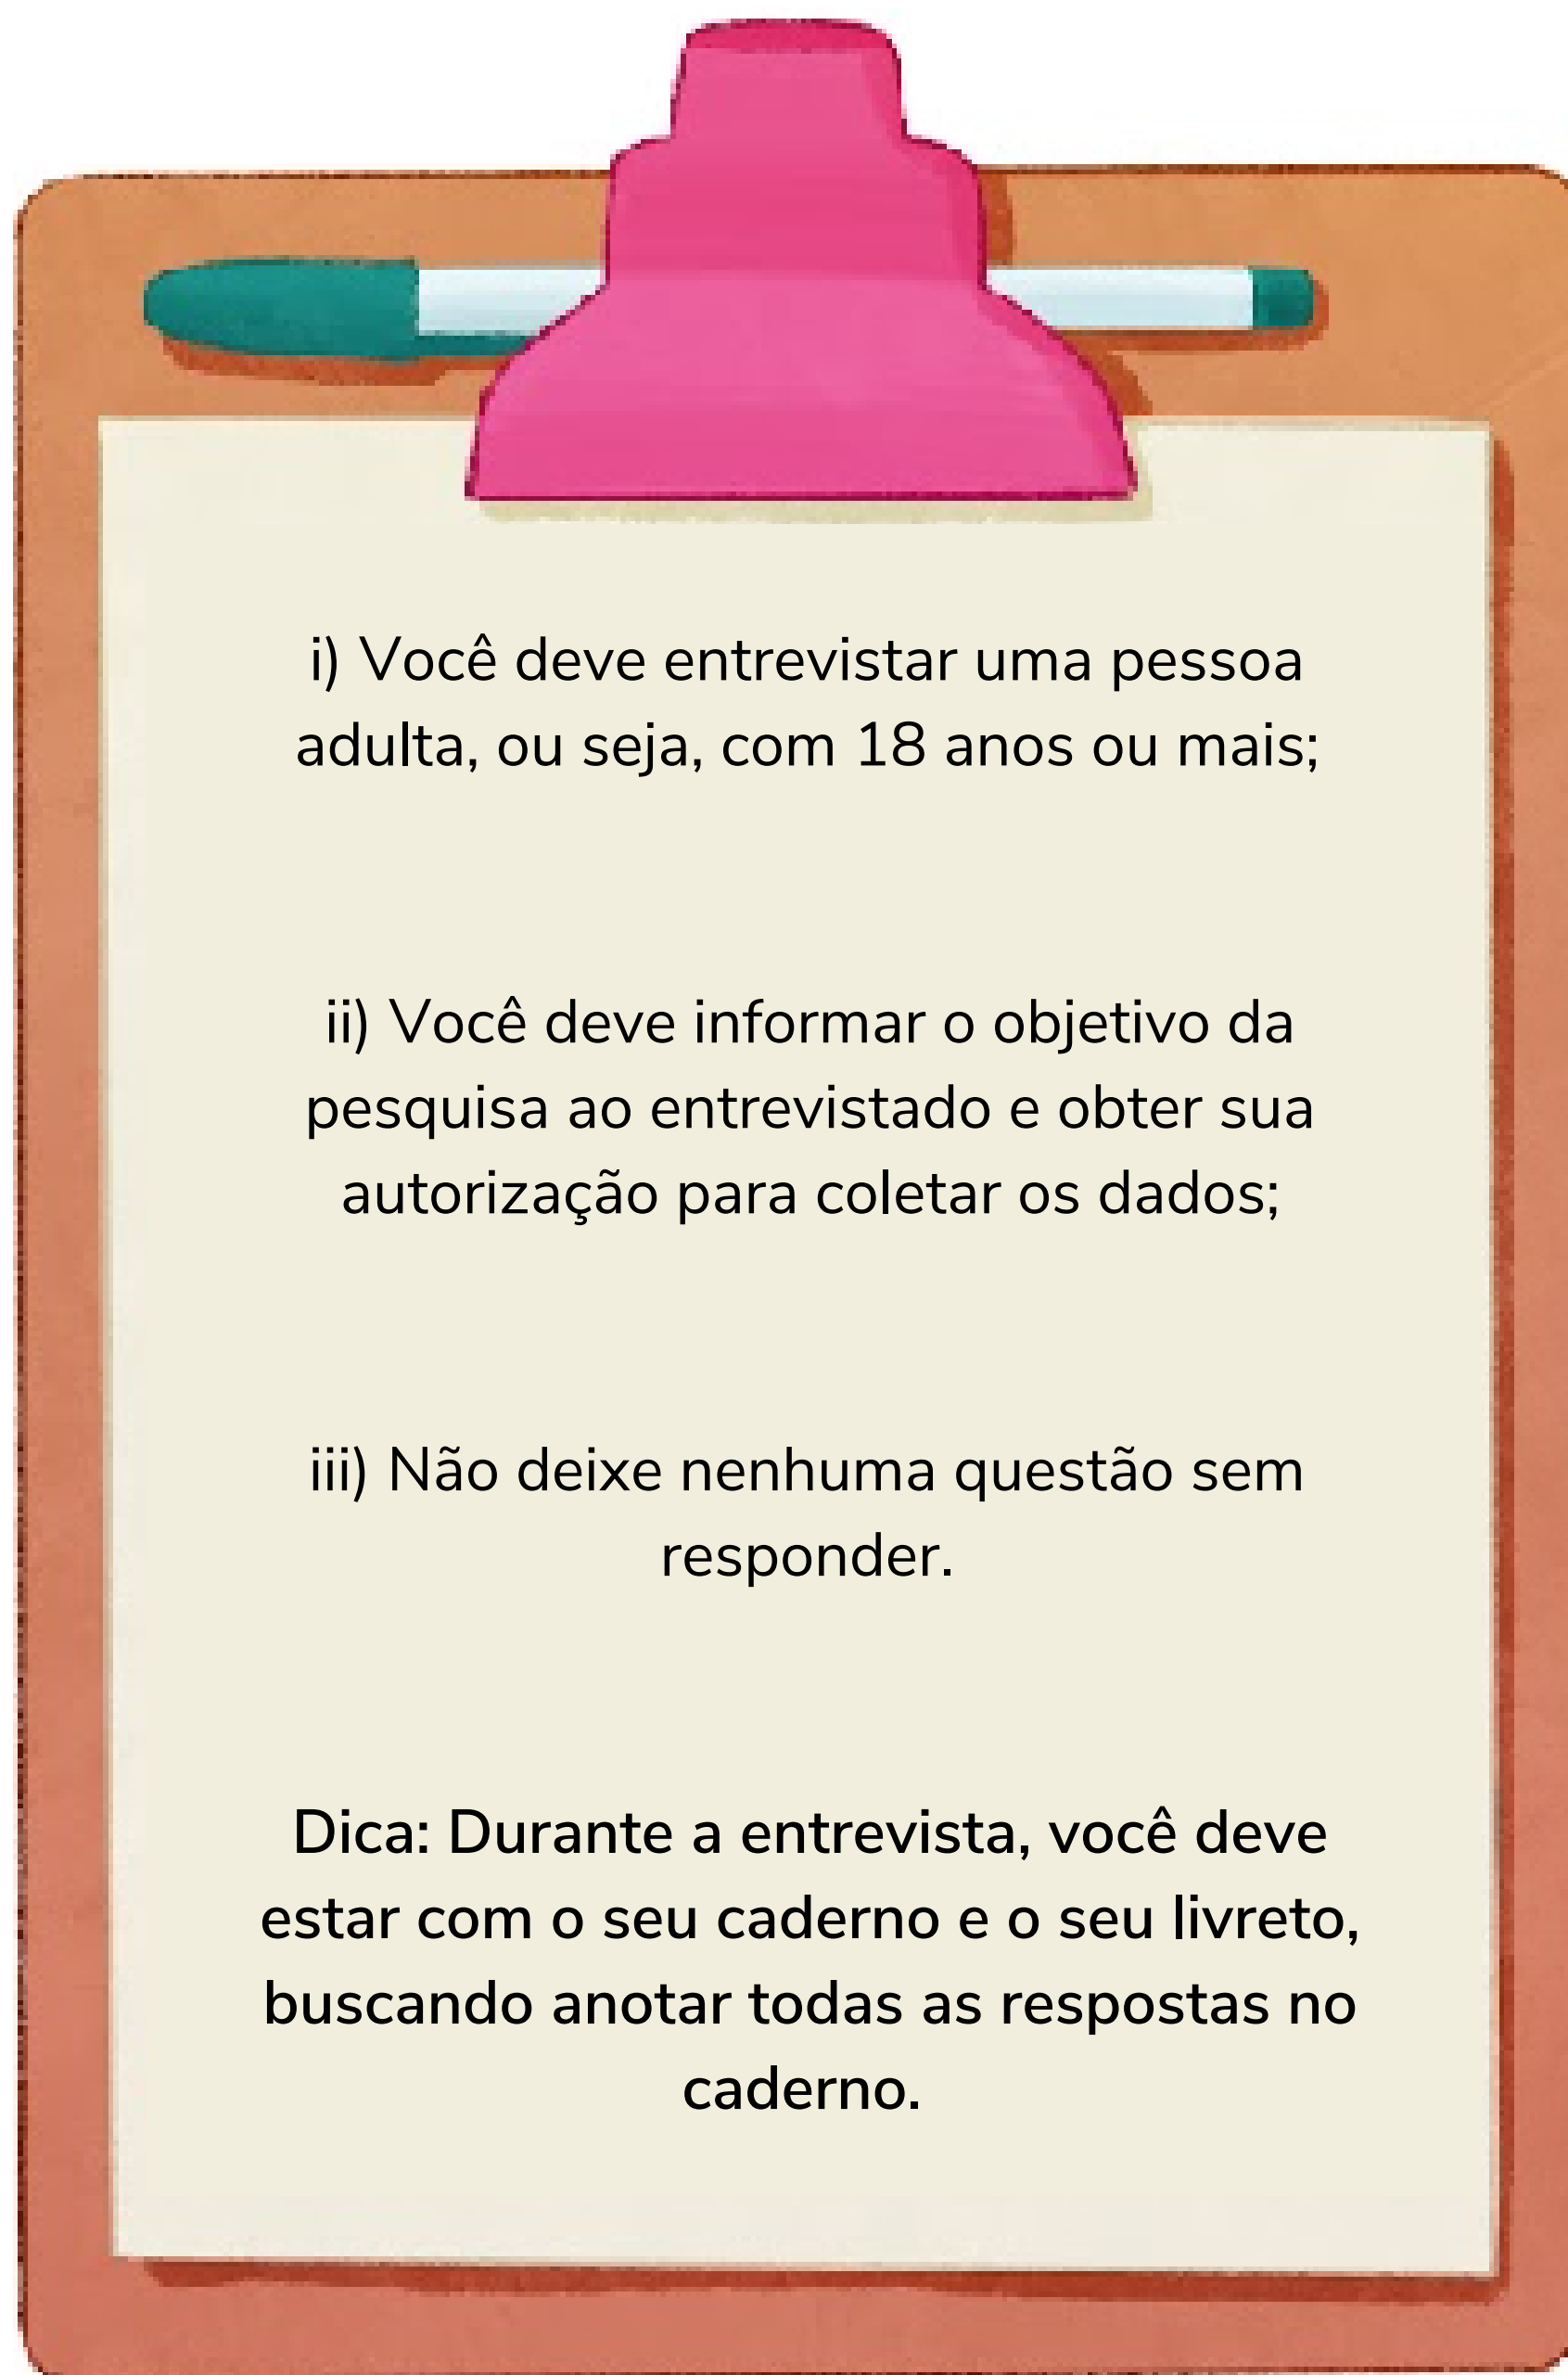 i) Você deve entrevistar uma pessoa
adulta, ou seja, com 18 anos ou mais;
ii) Você deve informar o objetivo da
pesquisa ao entrevistado e obter sua
autorização para coletar os dados;
iii) Não deixe nenhuma questão sem
responder.
Dica: Durante a entrevista, você deve
estar com o seu caderno e o seu livreto,
buscando anotar todas as respostas no
caderno.